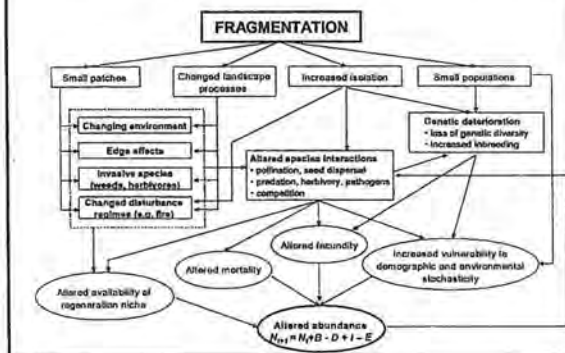 FRAGMENTATION
Small patches
Changed landscape
processes
Increased isolation
Small populations
Changing environment
Edge effects
Invasive species
(weeds, herbivores)
Changed disturbance
regimes (e.g. fire)
Genetic deterioration
• loss of genetic diversity
• increased inbreeding
Altered species interactions
• pollination, seed dispersal
• predation, herbivory, pathogens
• competition
Altered fecundity
Altered mortality
Increased vulnerability to
demographic and environmental
stochasticity
Altered availability of
regeneration niche
Altered abundance
Nt+1 = Nt+B - D + I – E